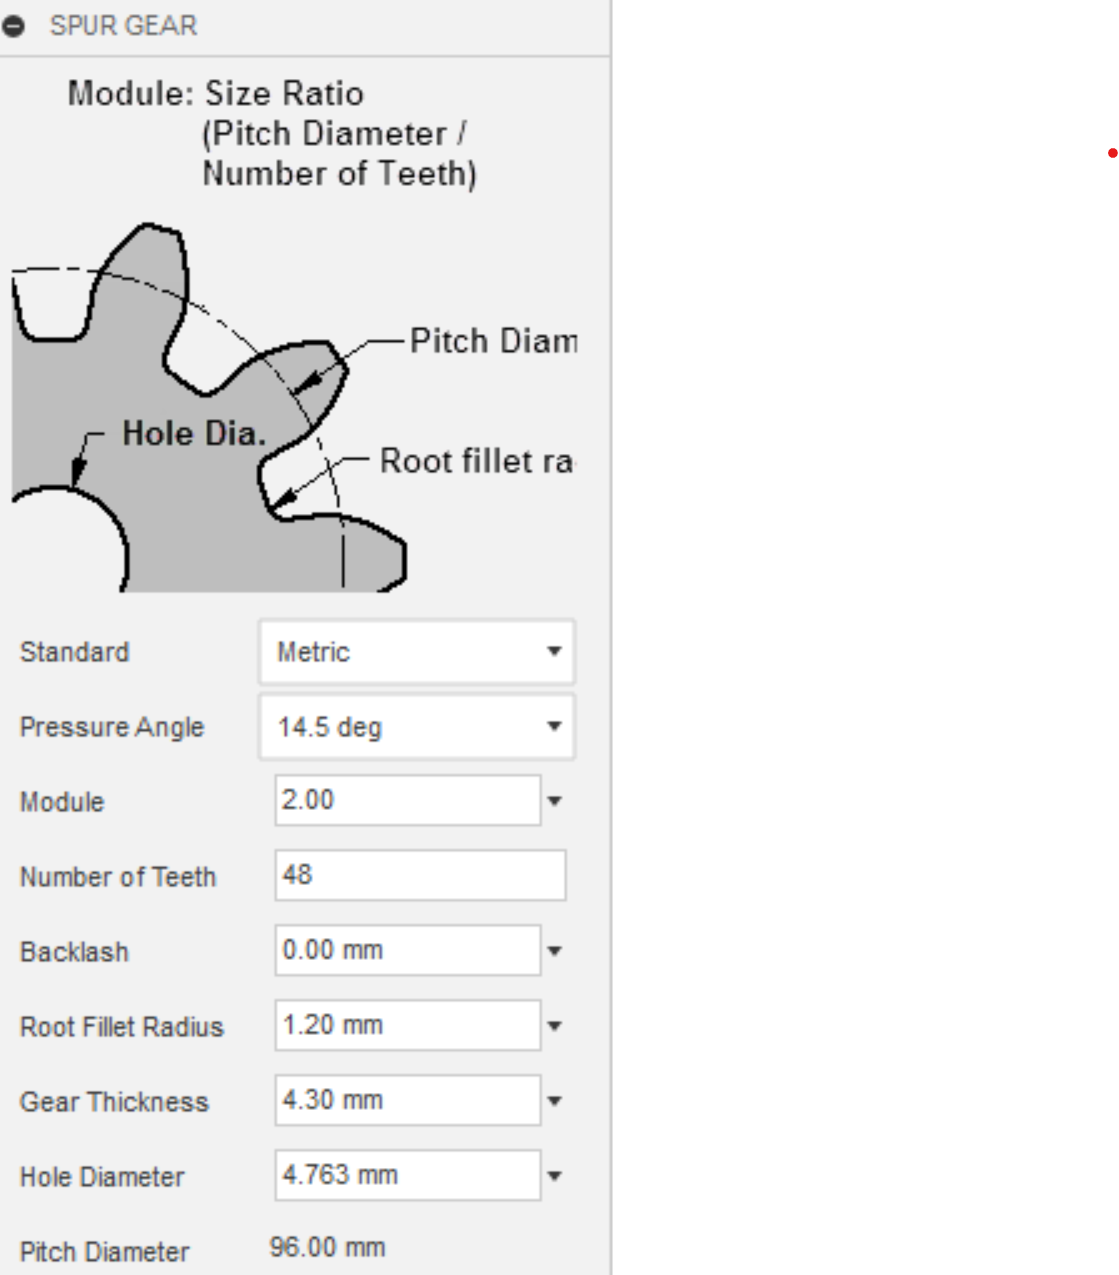 SPUR GEAR
Module: Size Ratio
(Pitch Diameter /
Number of Teeth)
Pitch Diam
Hole Dia.
Root fillet ra
Standard Metric
Pressure Angle 14.5 deg
Module 2.00
Number of Teeth 48
Backlash 0.00 mm
Root Fillet Radius 1.20 mm
Gear Thickness 4.30 mm
Hole Diameter 4.763 mm
Pitch Diameter 96.00 mm